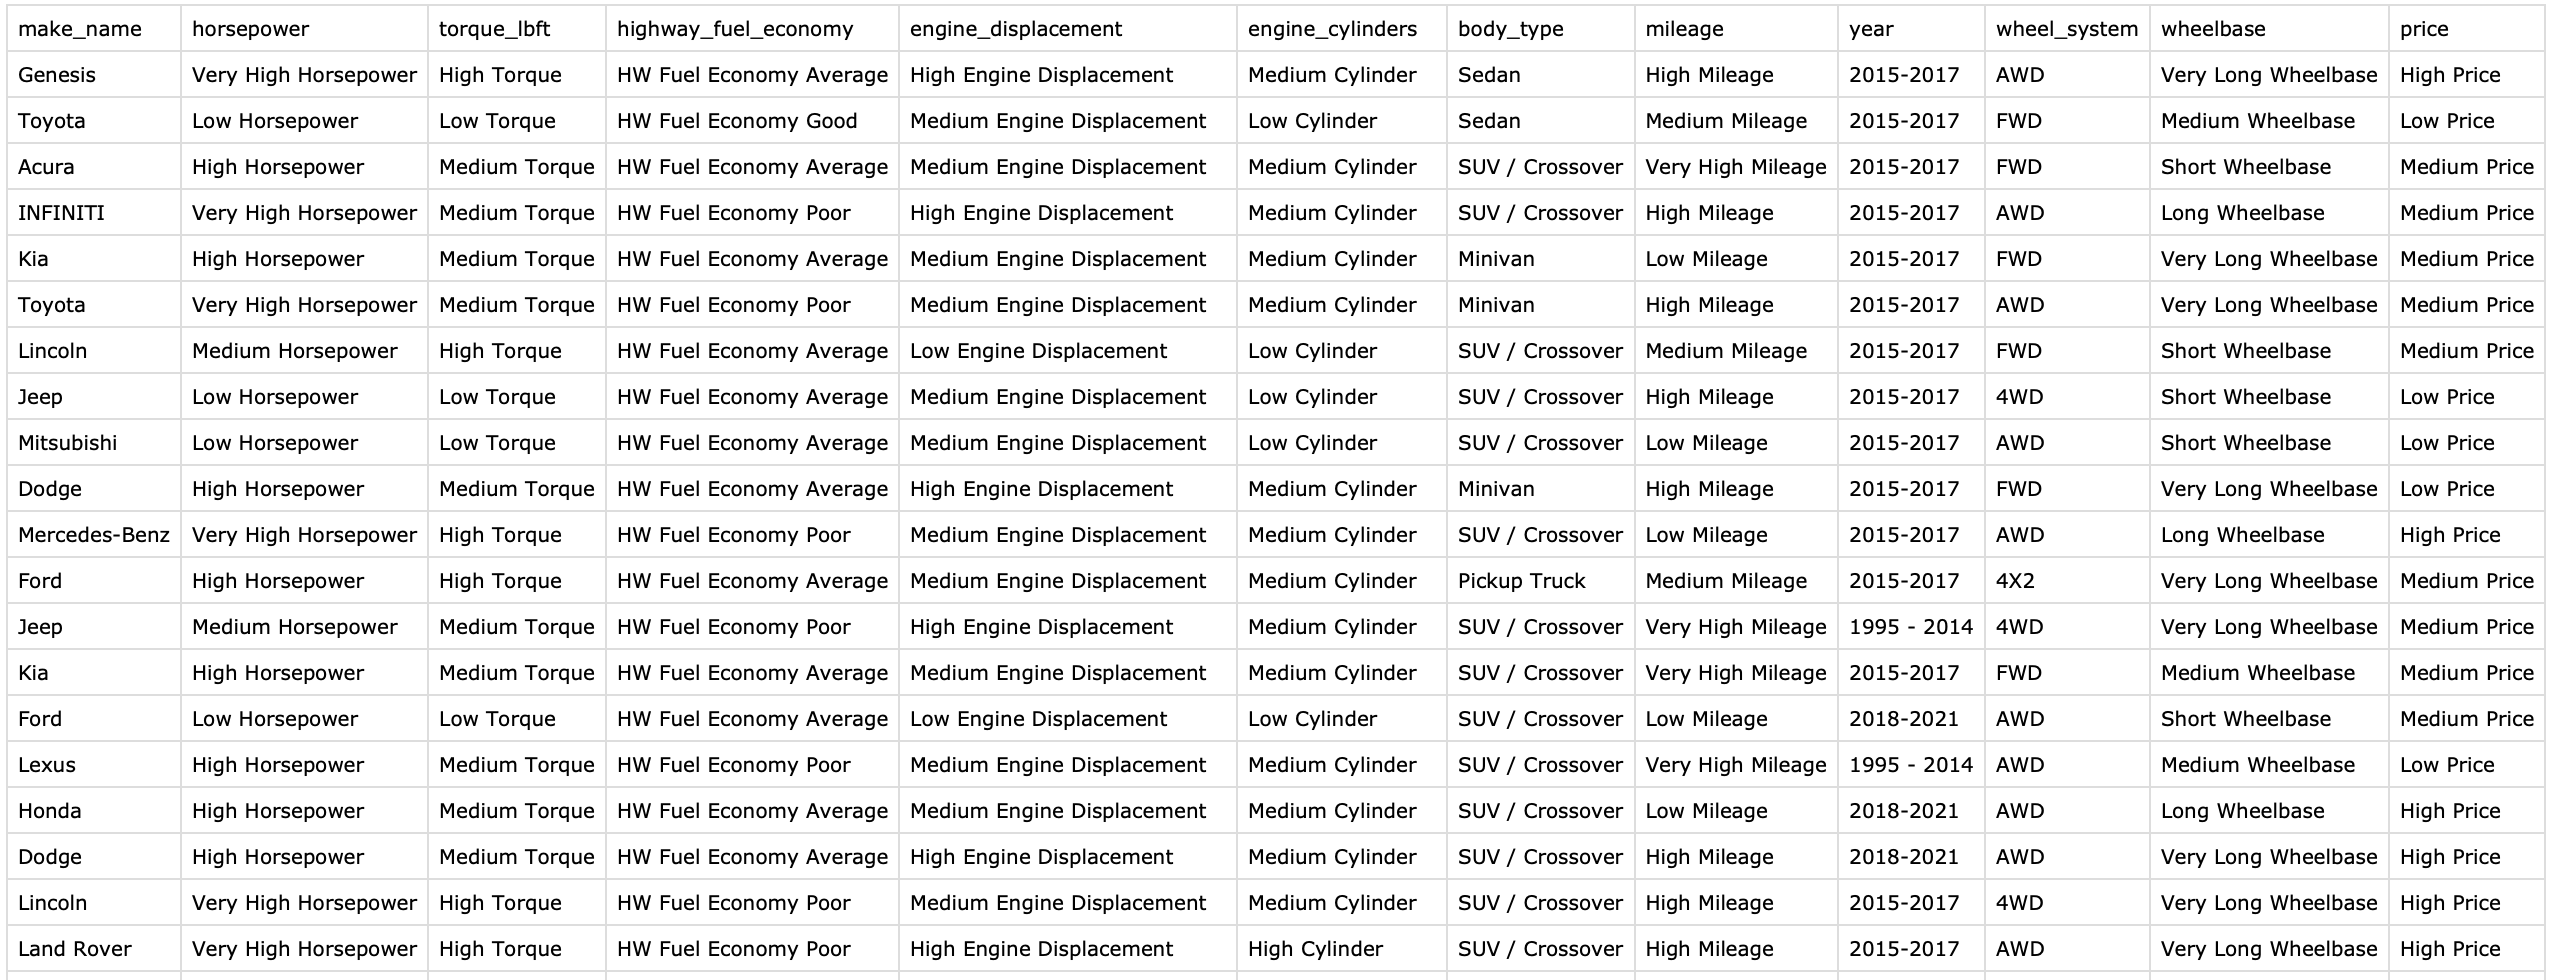 make_name horsepower torque_lbft highway_fuel_economy engine_displacement engine_cylinders body_type mileage year wheel_system wheelbase price
Genesis Very High Horsepower High Torque HW Fuel Economy Average High Engine Displacement Medium Cylinder Sedan High Mileage 2015-2017 AWD Very Long Wheelbase High Price
Toyota Low Horsepower Low Torque HW Fuel Economy Good Medium Engine Displacement Low Cylinder Sedan Medium Mileage 2015-2017 FWD Medium Wheelbase Low Price
Acura High Horsepower Medium Torque HW Fuel Economy Average Medium Engine Displacement Medium Cylinder SUV / Crossover Very High Mileage 2015-2017 FWD Short Wheelbase Medium Price
INFINITI Very High Horsepower Medium Torque HW Fuel Economy Poor High Engine Displacement Medium Cylinder SUV / Crossover High Mileage 2015-2017 AWD Long Wheelbase Medium Price
Kia High Horsepower Medium Torque HW Fuel Economy Average Medium Engine Displacement Medium Cylinder Minivan Low Mileage 2015-2017 FWD Very Long Wheelbase Medium Price
Toyota Very High Horsepower Medium Torque HW Fuel Economy Poor Medium Engine Displacement Medium Cylinder Minivan High Mileage 2015-2017 AWD Very Long Wheelbase Medium Price
Lincoln Medium Horsepower High Torque HW Fuel Economy Average Low Engine Displacement Low Cylinder SUV / Crossover Medium Mileage 2015-2017 FWD Short Wheelbase Medium Price
Jeep Low Horsepower Low Torque HW Fuel Economy Average Medium Engine Displacement Low Cylinder SUV / Crossover High Mileage 2015-2017 4WD Short Wheelbase Low Price
Mitsubishi Low Horsepower Low Torque HW Fuel Economy Average Medium Engine Displacement Low Cylinder SUV / Crossover Low Mileage 2015-2017 AWD Short Wheelbase Low Price
Dodge High Horsepower Medium Torque HW Fuel Economy Average High Engine Displacement Medium Cylinder Minivan High Mileage 2015-2017 FWD Very Long Wheelbase Low Price
Mercedes-Benz Very High Horsepower High Torque HW Fuel Economy Poor Medium Engine Displacement Medium Cylinder SUV / Crossover Low Mileage 2015-2017 AWD Long Wheelbase High Price
Ford High Horsepower High Torque HW Fuel Economy Average Medium Engine Displacement Medium Cylinder Pickup Truck Medium Mileage 2015-2017 4X2 Very Long Wheelbase Medium Price
Jeep Medium Horsepower Medium Torque HW Fuel Economy Poor High Engine Displacement Medium Cylinder SUV / Crossover Very High Mileage 1995 - 2014 4WD Very Long Wheelbase Medium Price
Kia High Horsepower Medium Torque HW Fuel Economy Average Medium Engine Displacement Medium Cylinder SUV / Crossover Very High Mileage 2015-2017 FWD Medium Wheelbase Medium Price
Ford Low Horsepower Low Torque HW Fuel Economy Average Low Engine Displacement Low Cylinder SUV / Crossover Low Mileage 2018-2021 AWD Short Wheelbase Medium Price
Lexus High Horsepower Medium Torque HW Fuel Economy Poor Medium Engine Displacement Medium Cylinder SUV / Crossover Very High Mileage 1995 - 2014 AWD Medium Wheelbase Low Price
Honda High Horsepower Medium Torque HW Fuel Economy Average Medium Engine Displacement Medium Cylinder SUV / Crossover Low Mileage 2018-2021 AWD Long Wheelbase High Price
Dodge High Horsepower Medium Torque HW Fuel Economy Average High Engine Displacement Medium Cylinder SUV / Crossover High Mileage 2018-2021 AWD Very Long Wheelbase High Price
Lincoln Very High Horsepower High Torque HW Fuel Economy Poor Medium Engine Displacement Medium Cylinder SUV / Crossover High Mileage 2015-2017 4WD Very Long Wheelbase High Price
Land Rover Very High Horsepower High Torque HW Fuel Economy Poor High Engine Displacement High Cylinder SUV / Crossover High Mileage 2015-2017 AWD Very Long Wheelbase High Price